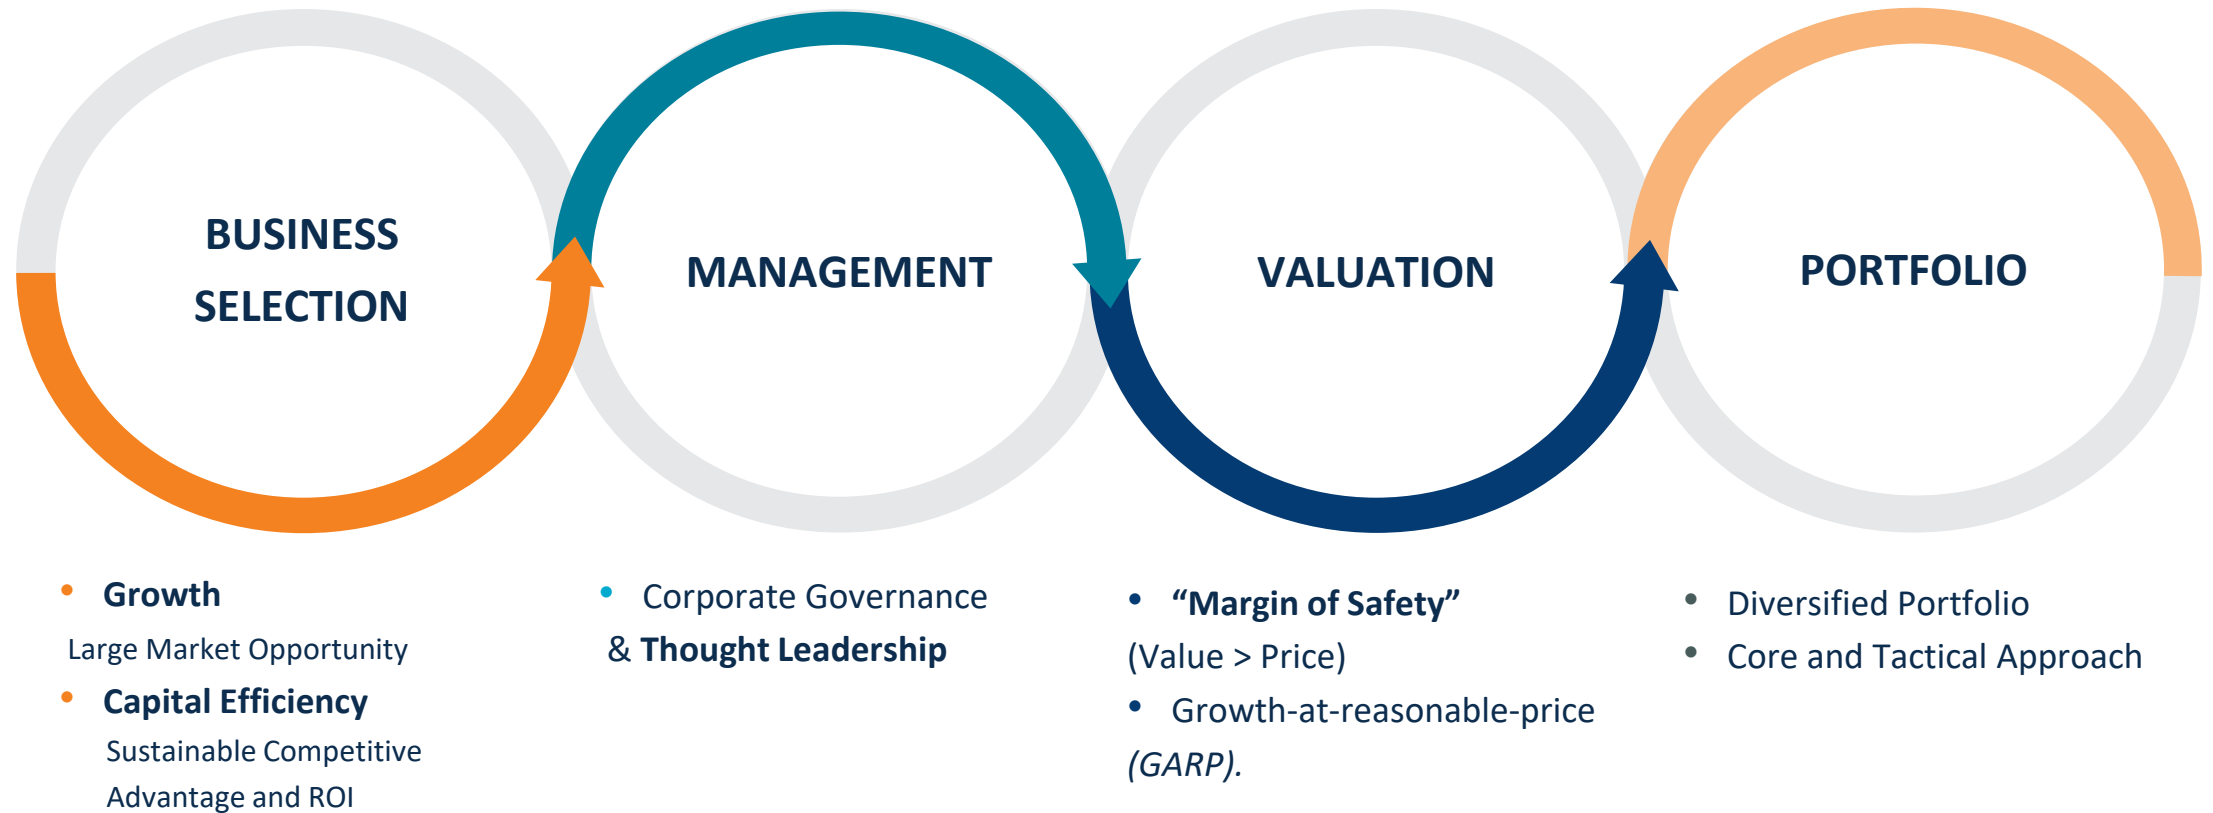 BUSINESS
SELECTION
MANAGEMENT
VALUATION
PORTFOLIO
• Growth
Large Market Opportunity
• Capital Efficiency
Sustainable Competitive
Advantage and ROI
• Corporate Governance
& Thought Leadership
• “Margin of Safety”
(Value > Price)
• Growth-at-reasonable-price
(GARP).
• Diversified Portfolio
• Core and Tactical Approach